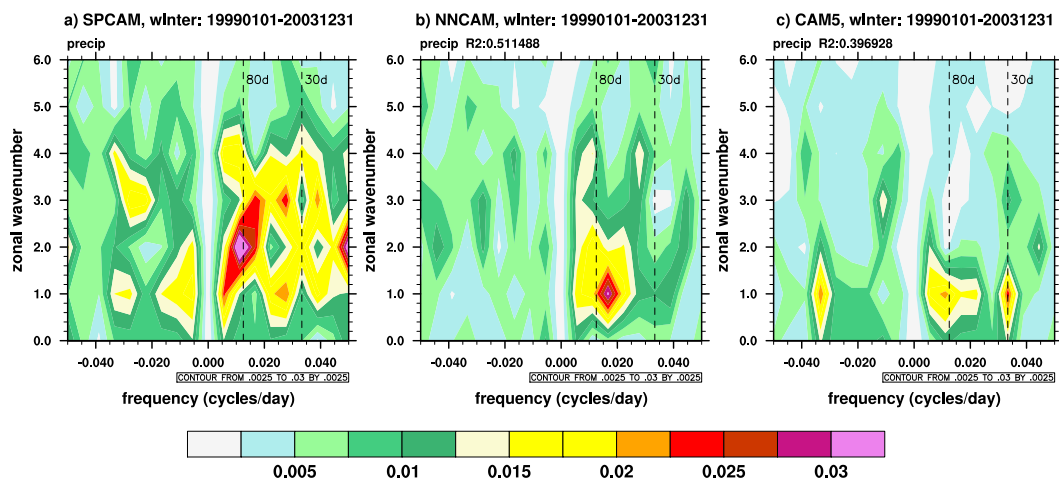 a) SPCAM, winter: 19990101-20031231
precip
80d
30d
6.0
5.0
4.0
3.0
2.0
1.0
0.0
zonal wavenumber
-0.040
-0.020
0.000
0.020
0.040
CONTOUR FROM .0025 TO .03 BY .0025
frequency (cycles/day)
b) NNCAM, winter: 19990101-20031231
precip R2:0.511488
80d
30d
6.0
5.0
4.0
3.0
2.0
1.0
0.0
zonal wavenumber
-0.040
-0.020
0.000
0.020
0.040
CONTOUR FROM .0025 TO .03 BY .0025
frequency (cycles/day)
c) CAM5, winter: 19990101-20031231
precip R2:0.396928
80d
30d
6.0
5.0
4.0
3.0
2.0
1.0
0.0
zonal wavenumber
-0.040
-0.020
0.000
0.020
0.040
CONTOUR FROM .0025 TO .03 BY .0025
frequency (cycles/day)
0.005
0.01
0.015
0.02
0.025
0.03